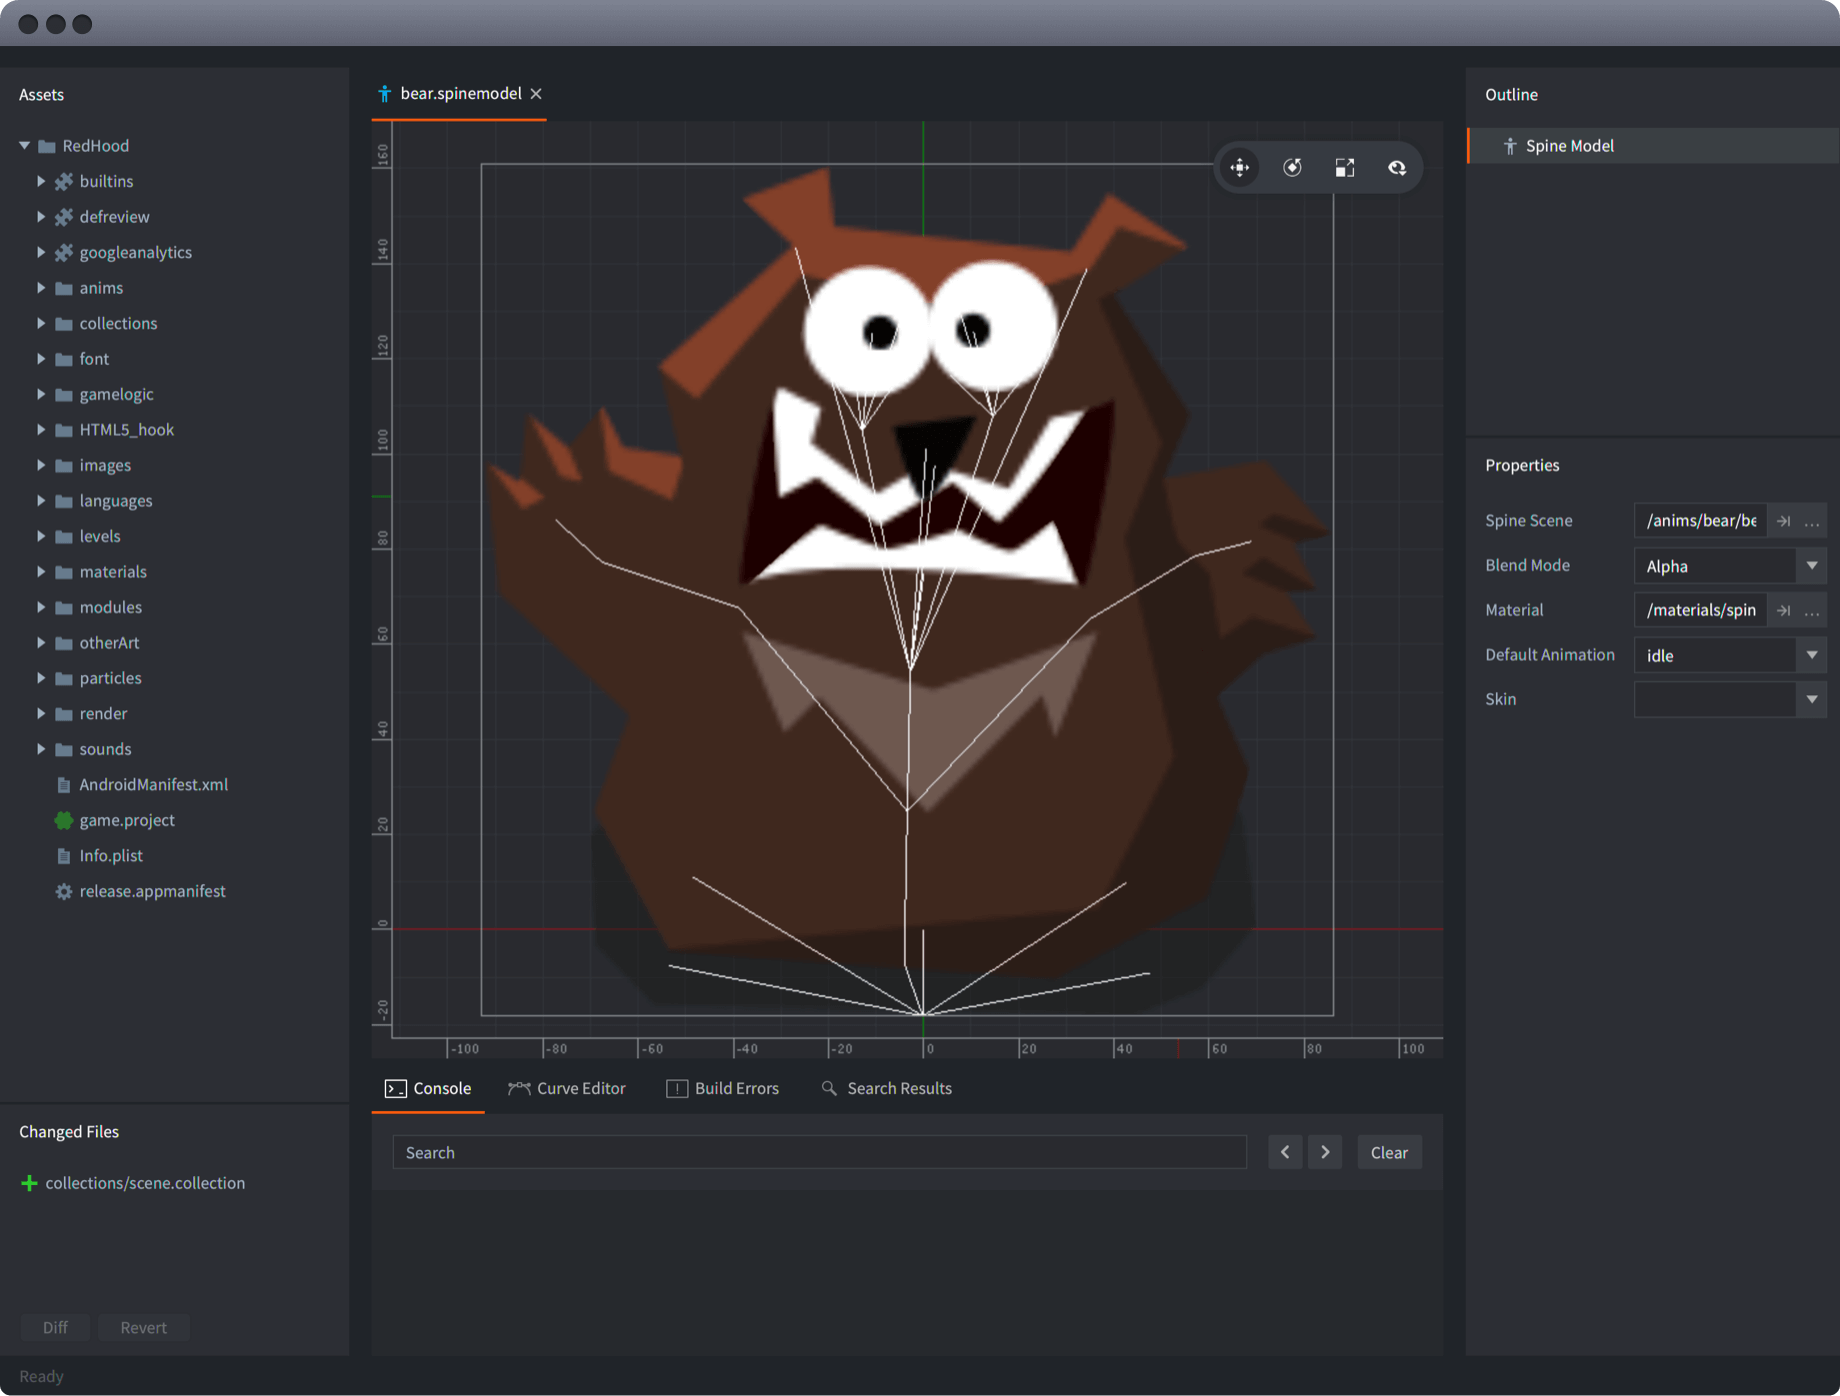 Assets
RedHood
builtins
defreview
googleanalytics
anims
collections
font
gamelogic
HTML5_hook
images
languages
levels
materials
modules
otherArt
particles
render
sounds
AndroidManifest.xml
game.project
Info.plist
release.appmanifest
Changed Files
collections/scene.collection
Diff
Revert
Ready
bear.spinemodel
160
140
120
100
80
60
40
20
0
-20
-100
-80
-60
-40
-20
0
20
40
60
80
100
Console
Curve Editor
Build Errors
Search Results
Search
Clear
Outline
Spine Model
Properties
Spine Scene /anims/bear/be ...
Blend Mode Alpha
Material /materials/spin ...
Default Animation idle
Skin